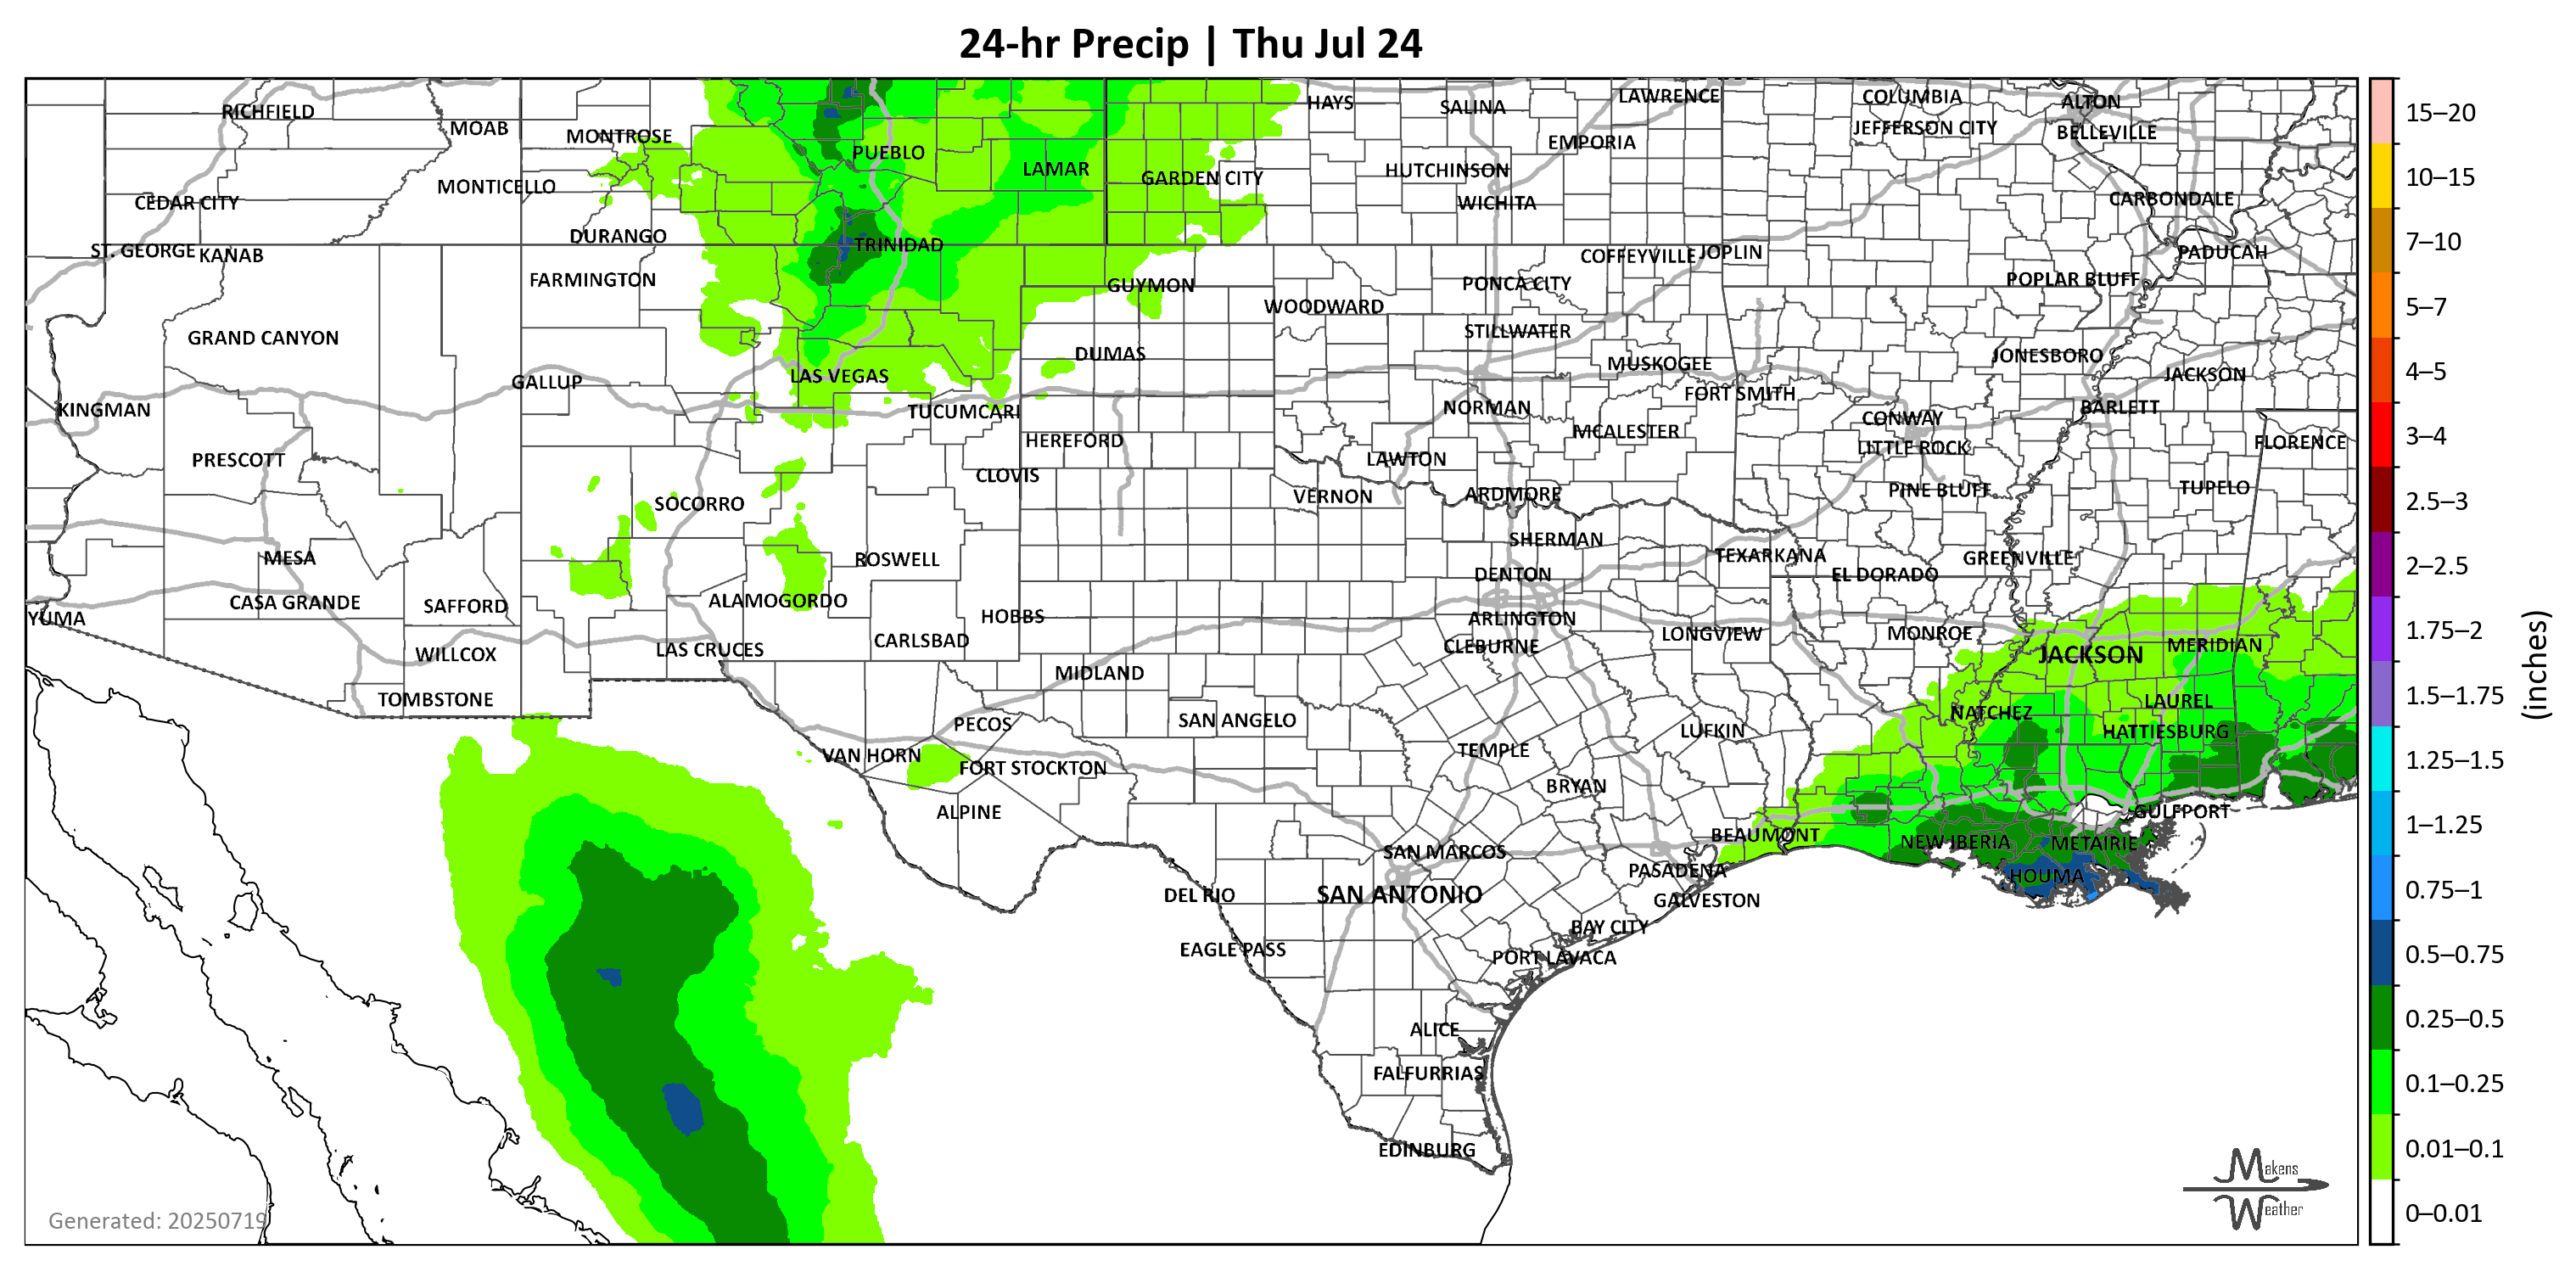 24-hr Precip | Thu Jul 24
RICHFIELD
MOAB
MONTROSE
PUEBLO
LAMAR
GARDEN CITY
HAYS
SALINA
LAWRENCE
EMPORIA
HUTCHINSON
WICHITA
COLUMBIA
JEFFERSON CITY
ALTON
BELLEVILLE
CARBONDALE
PADUCAH
CEDAR CITY
MONTICELLO
DURANGO
TRINIDAD
ST. GEORGE
KANAB
FARMINGTON
GUYMON
WOODWARD
PONCA CITY
COFFEYVILLE
JOPLIN
POPLAR BLUFF
GRAND CANYON
DUMAS
STILLWATER
MUSKOGEE
JONESBORO
JACKSON
GALLUP
LAS VEGAS
TUCUMCARI
KINGMAN
NORMAN
FORT SMITH
CONWAY
BARLETT
HEREFORD
MCALESTER
LITTLE ROCK
FLORENCE
PRESCOTT
CLOVIS
LAWTON
SOCORRO
VERNON
ARDMORE
PINE BLUFF
TUPELO
MESA
ROSWELL
SHERMAN
TEXARKANA
GREENVILLE
DENTON
EL DORADO
YUMA
CASA GRANDE
SAFFORD
ALAMOGORDO
HOBBS
ARLINGTON
CLEBURNE
LONGVIEW
MONROE
MERIDIAN
JACKSON
WILLCOX
LAS CRUCES
CARLSBAD
MIDLAND
TOMBSTONE
PECOS
SAN ANGELO
LUFKIN
NATCHEZ
LAUREL
HATTIESBURG
VAN HORN
FORT STOCKTON
TEMPLE
BRYAN
ALPINE
GULFPORT
BEAUMONT
NEW IBERIA
METAIRIE
SAN MARCOS
PASADENA
HOUMA
DEL RIO
SAN ANTONIO
GALVESTON
BAY CITY
EAGLE PASS
PORT LAVACA
ALICE
FALFURRIAS
EDINBURG
Generated: 20250719
Makens
Weather
15–20
10–15
7–10
5–7
4–5
3–4
2.5–3
2–2.5
1.75–2
1.5–1.75
1.25–1.5
1–1.25
0.75–1
0.5–0.75
0.25–0.5
0.1–0.25
0.01–0.1
0–0.01
(inches)